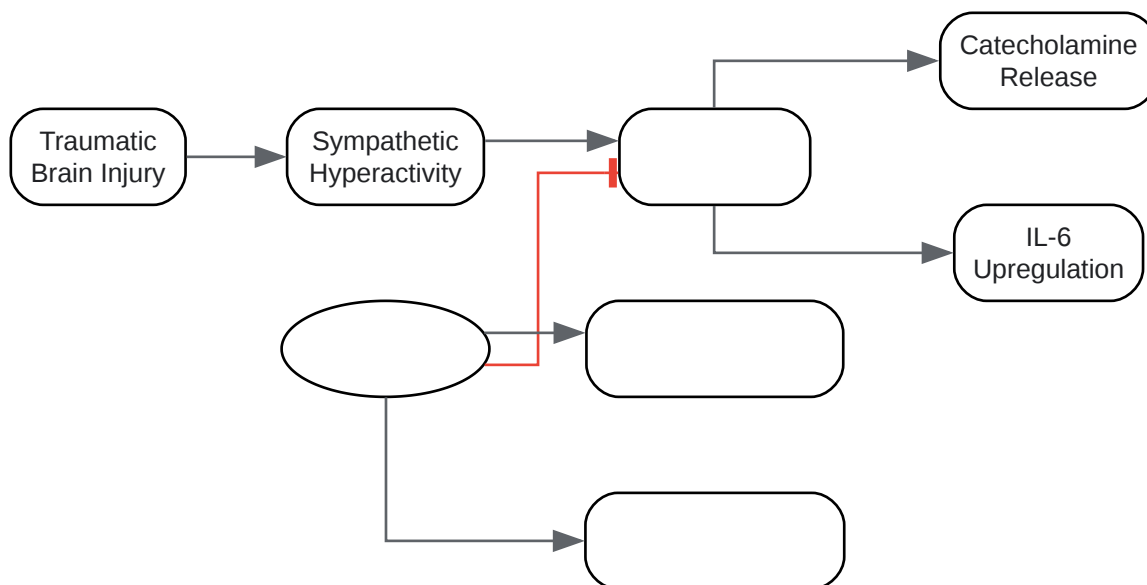 Catecholamine
Release
Traumatic
Brain Injury
Sympathetic
Hyperactivity
IL-6
Upregulation